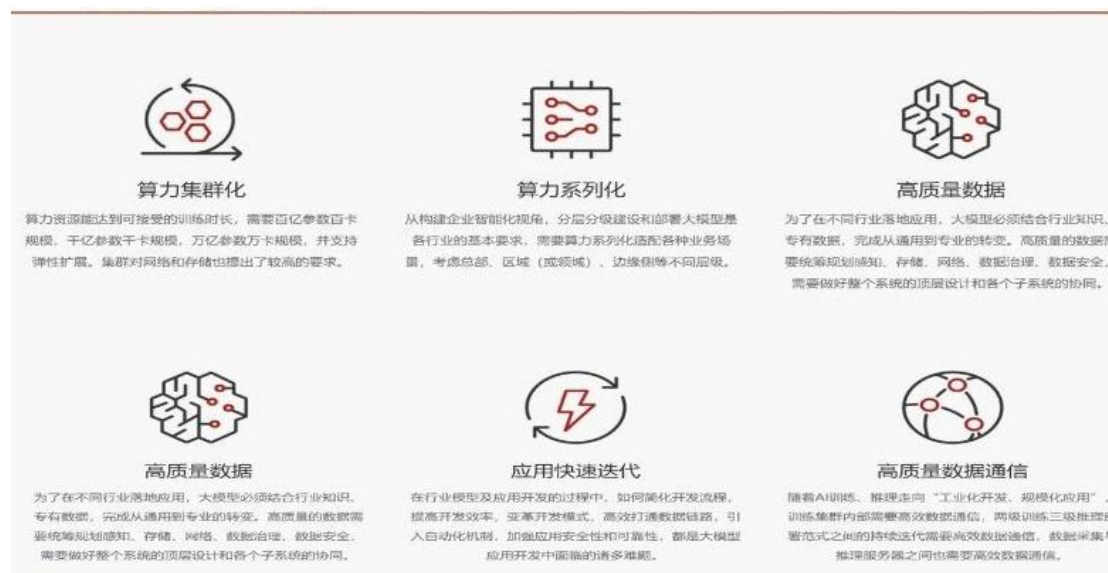 算力集群化
算力资源能达到可接受的训练时长，需要百亿参数百卡
规模，千亿参数千卡规模，万亿参数万卡规模，并支持
弹性扩展。集群对网络和存储也提出了较高的要求。
算力系列化
从构建企业智能化视角，分层分级建设和部署大模型是
各行业的基本要求，需要算力系列化适配各种业务场
景，考虑总部、区域（或领域）、边缘侧等不同层级。
高质量数据
为了在不同行业落地应用，大模型必须结合行业知识、
专有数据，完成从通用到专业的转变。高质量的数据需
要统筹规划感知、存储、网络、数据治理、数据安全，
需要做好整个系统的顶层设计和各个子系统的协同。
高质量数据
为了在不同行业落地应用，大模型必须结合行业知识、
专有数据，完成从通用到专业的转变。高质量的数据需
要统筹规划感知、存储、网络、数据治理、数据安全，
需要做好整个系统的顶层设计和各个子系统的协同。
应用快速迭代
在行业模型及应用开发的过程中，如何简化开发流程，
提高开发效率，变革开发模式，高效打通数据链路，引
入自动化机制，加强应用安全性和可靠性，都是大模型
应用开发中面临的诸多难题。
高质量数据通信
随着AI训练、推理走向“工业化开发、规模化应用”，
训练集群内部需要高效数据通信，两级训练三级推理
署范式之间的持续迭代需要高效数据通信，数据采集
推理服务器之间也需要高效数据通信。